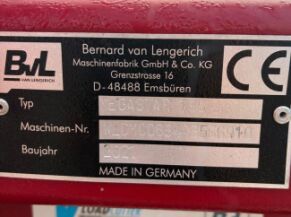 BvL
VAN LENGERICH
Bernard van Lengerich
Maschinenfabrik GmbH & Co. KG
Grenzstrasse 16
D-48488 Emsbüren
CE
Typ
Maschinen-Nr.
Baujahr
MADE IN GERMANY